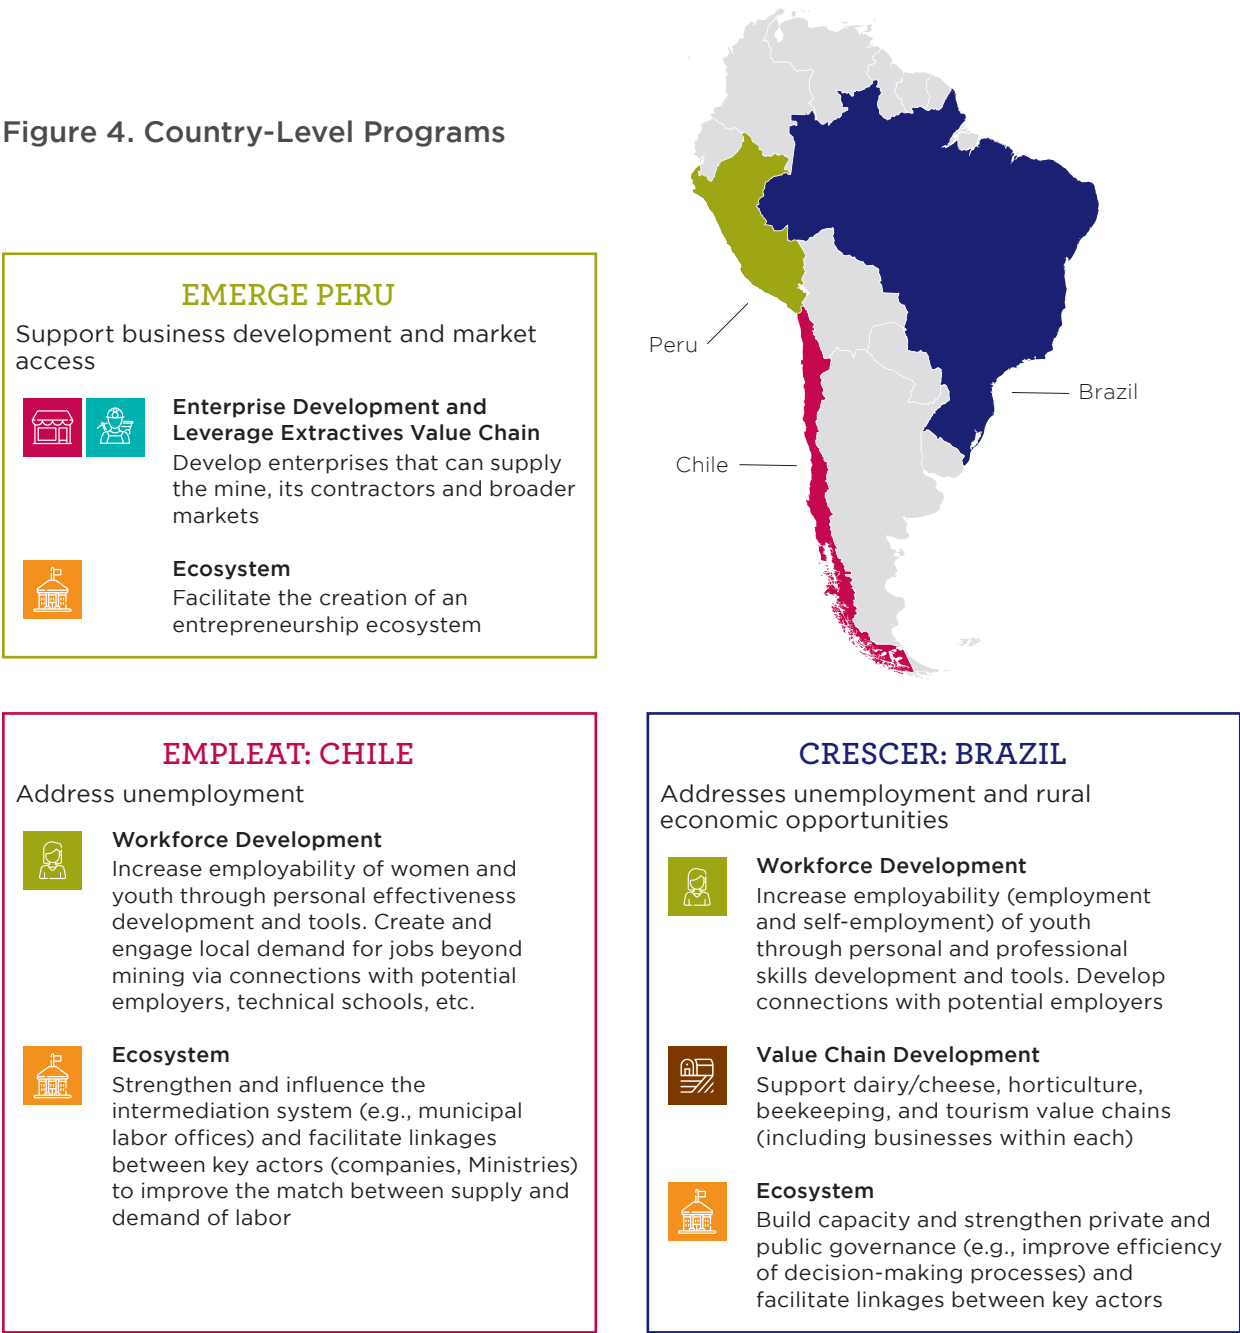 Figure 4. Country-Level Programs
EMERGE PERU
Support business development and market
access
Enterprise Development and
Leverage Extractives Value Chain
Develop enterprises that can supply
the mine, its contractors and broader
markets
Ecosystem
Facilitate the creation of an
entrepreneurship ecosystem
Peru
Brazil
Chile
EMPLEAT: CHILE
Address unemployment
Workforce Development
Increase employability of women and
youth through personal effectiveness
development and tools. Create and
engage local demand for jobs beyond
mining via connections with potential
employers, technical schools, etc.
Ecosystem
Strengthen and influence the
intermediation system (e.g., municipal
labor offices) and facilitate linkages
between key actors (companies, Ministries)
to improve the match between supply and
demand of labor
CRESCER: BRAZIL
Addresses unemployment and rural
economic opportunities
Workforce Development
Increase employability (employment
and self-employment) of youth
through personal and professional
skills development and tools. Develop
connections with potential employers
Value Chain Development
Support dairy/cheese, horticulture,
beekeeping, and tourism value chains
(including businesses within each)
Ecosystem
Build capacity and strengthen private and
public governance (e.g., improve efficiency
of decision-making processes) and
facilitate linkages between key actors